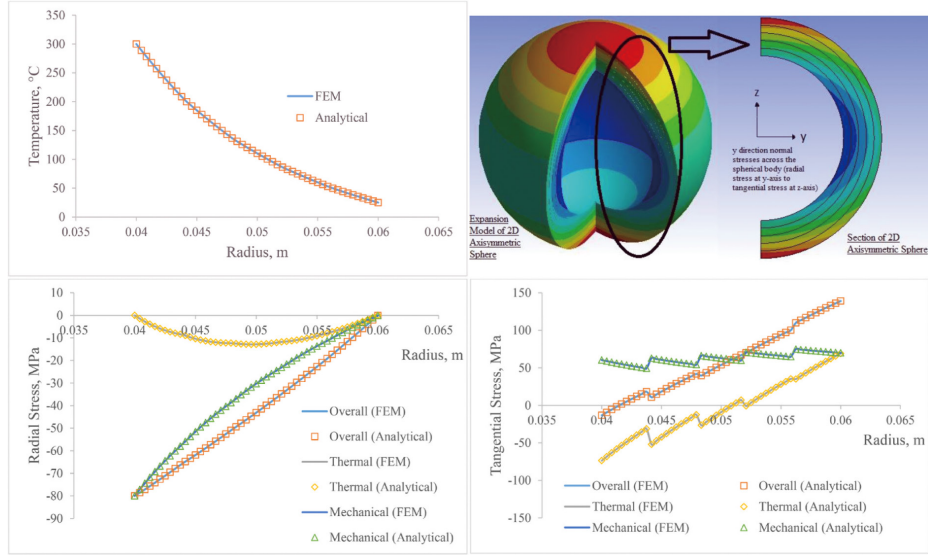 350
300
250
200
150
100
50
0
0.035
0.04
0.045
0.05
0.055
0.06
0.065
Temperature, °C
Radius, m
FEM
Analytical
z
y
y direction normal
stresses across the
spherical body (radial
stress at y-axis to
tangential stress at z-axis)
Expansion
Model of 2D
Axisymmetric
Sphere
Section of 2D
Axisymmetric Sphere
10
0
-10
-20
-30
-40
-50
-60
-70
-80
-90
0.035
0.04
0.045
0.05
0.055
0.06
0.065
Radial Stress, MPa
Radius, m
Overall (FEM)
Overall (Analytical)
Thermal (FEM)
Thermal (Analytical)
Mechanical (FEM)
Mechanical (Analytical)
150
100
50
0
-50
-100
-150
0.035
0.04
0.045
0.05
0.055
0.06
0.065
Tangential Stress, MPa
Radius, m
Overall (FEM)
Overall (Analytical)
Thermal (FEM)
Thermal (Analytical)
Mechanical (FEM)
Mechanical (Analytical)